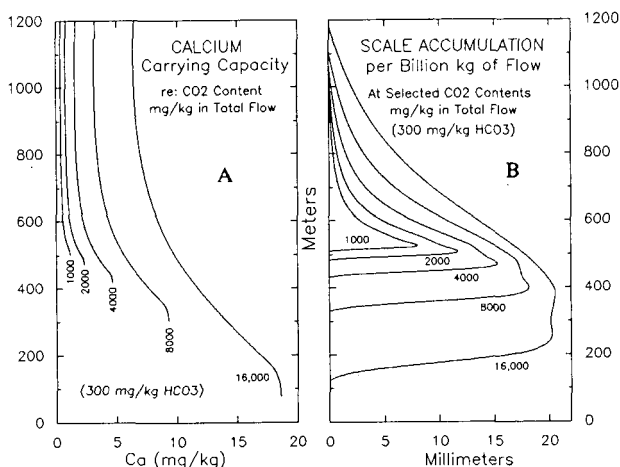 1200
1000
800
600
400
200
0
CALCIUM
Carrying Capacity
re: CO2 Content
mg/kg in Total Flow
A
1000
2000
4000
8000
16,000
(300 mg/kg HCO3)
0 5 10 15 20
Ca (mg/kg)
Meters
SCALE ACCUMULATION
per Billion kg of Flow
At Selected CO2 Contents
mg/kg in Total Flow
(300 mg/kg HCO3)
B
1000
2000
4000
8000
16,000
0 5 10 15 20
Millimeters
1200
1000
800
600
400
200
0